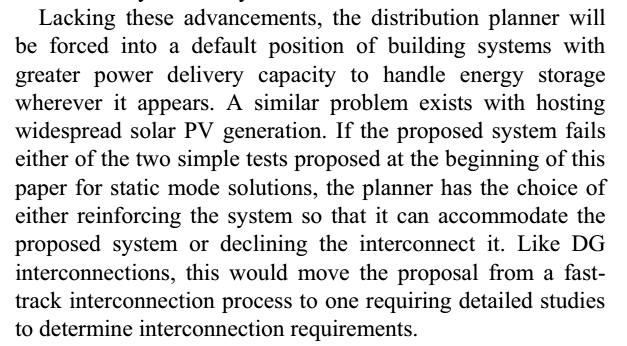 Lacking these advancements, the distribution planner will
be forced into a default position of building systems with
greater power delivery capacity to handle energy storage
wherever it appears. A similar problem exists with hosting
widespread solar PV generation. If the proposed system fails
either of the two simple tests proposed at the beginning of this
paper for static mode solutions, the planner has the choice of
either reinforcing the system so that it can accommodate the
proposed system or declining the interconnect it. Like DG
interconnections, this would move the proposal from a fast-
track interconnection process to one requiring detailed studies
to determine interconnection requirements.